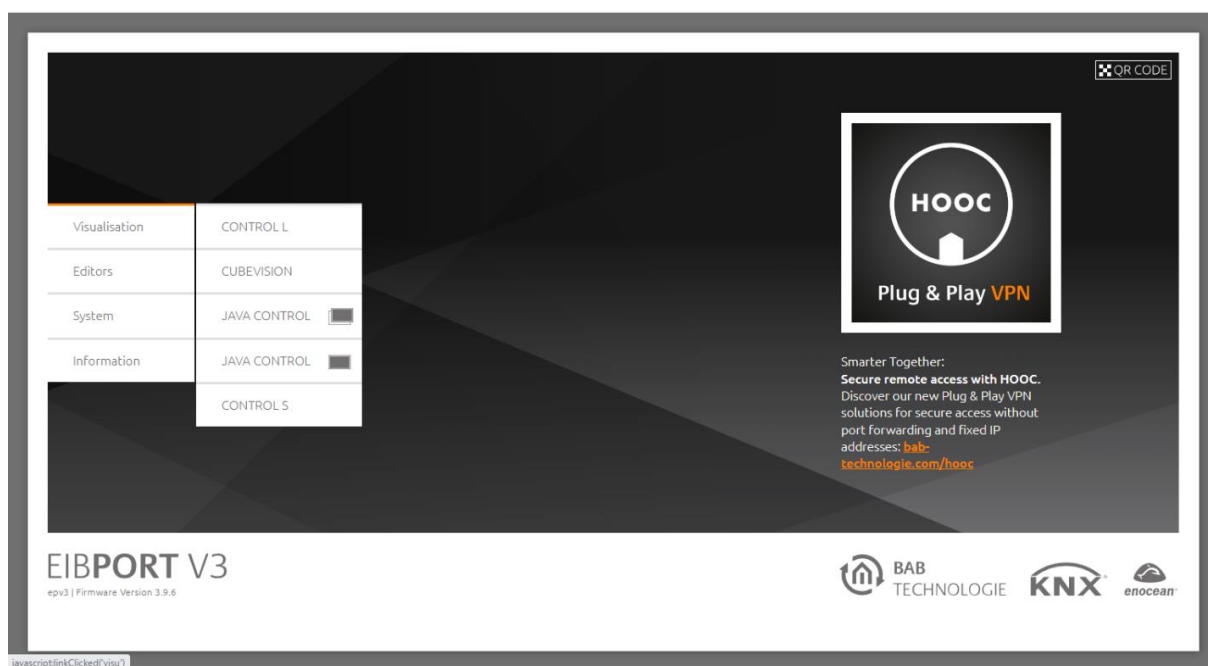 QR CODE
HOOC
Plug & Play VPN
Visualisation
Editors
System
Information
CONTROL L
CUBEVISION
JAVA CONTROL
JAVA CONTROL
CONTROL S
Smarter Together:
Secure remote access with HOOC.
Discover our new Plug & Play VPN
solutions for secure access without
port forwarding and fixed IP
addresses: bab-
technologie.com/hooc
EIBPORT V3
epv3 | Firmware Version 3.9.6
BAB
TECHNOLOGIE
KNX
enocean
javascript:linkClicked('visu')